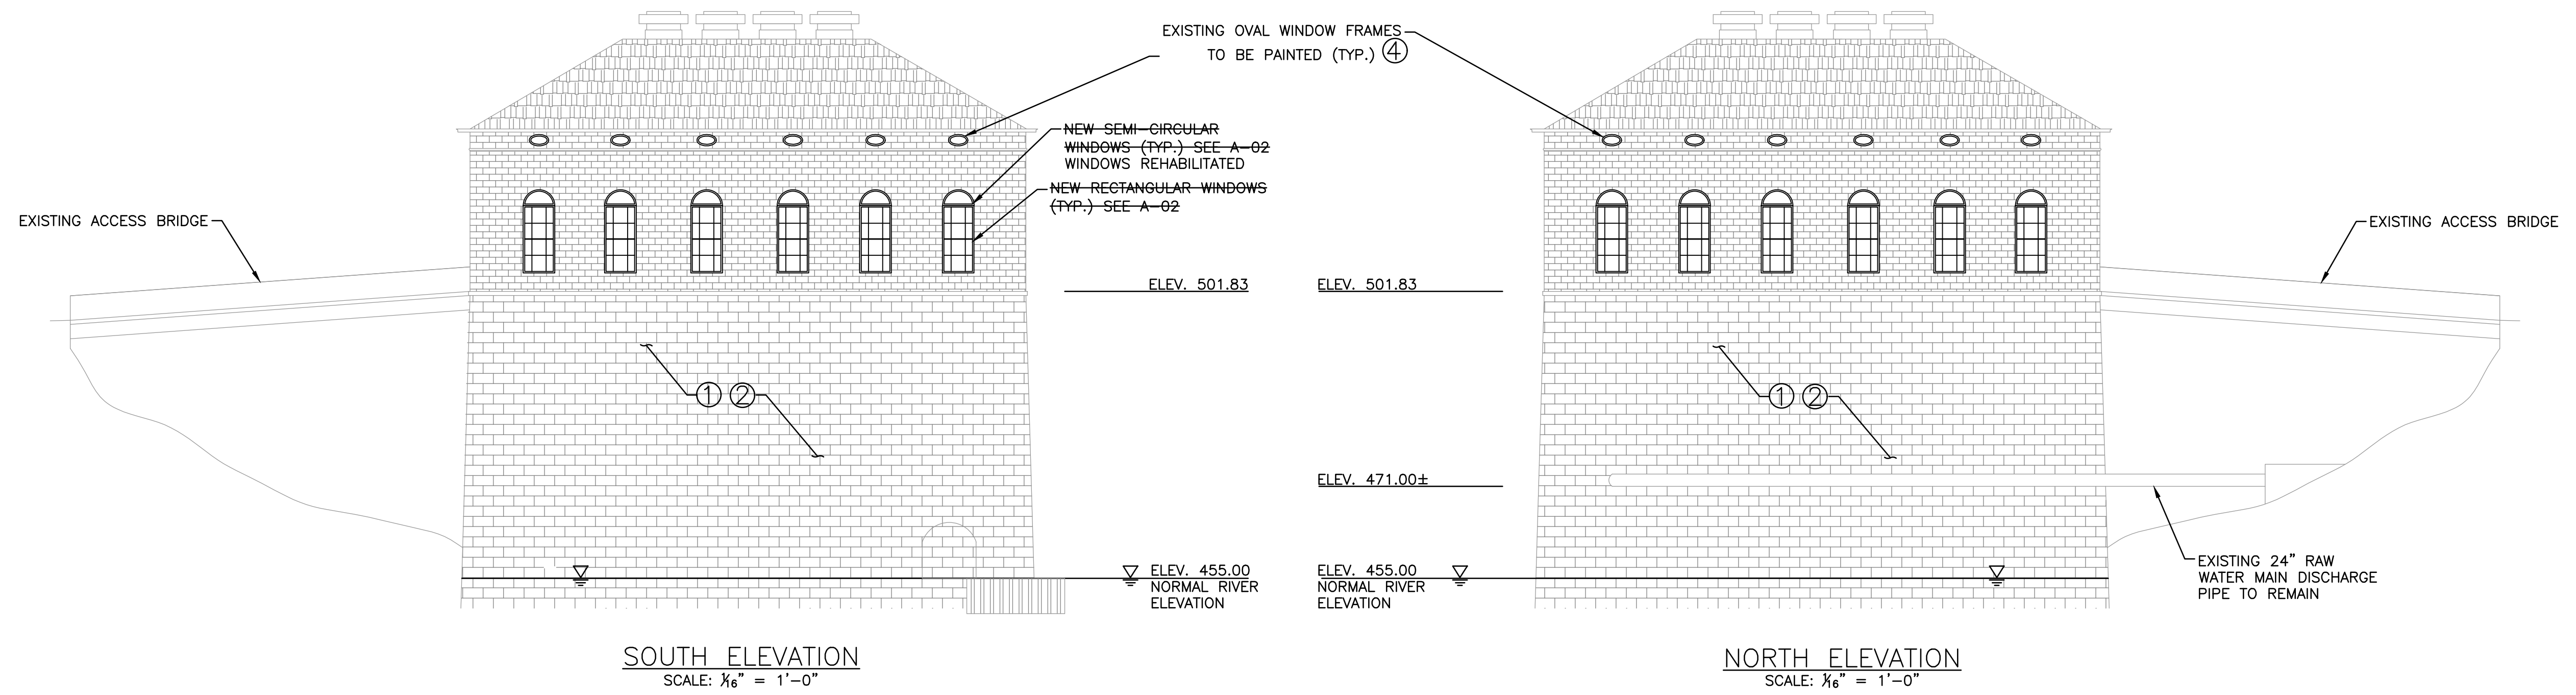 EXISTING OVAL WINDOW FRAMES
TO BE PAINTED (TYP.) 4
NEW SEMI-CIRCULAR
WINDOWS (TYP.) SEE A-02
WINDOWS REHABILITATED
NEW RECTANGULAR WINDOWS
(TYP.) SEE A-02
EXISTING ACCESS BRIDGE
EXISTING ACCESS BRIDGE
ELEV. 501.83
ELEV. 501.83
1 2
1 2
ELEV. 471.00±
ELEV. 455.00
NORMAL RIVER
ELEVATION
ELEV. 455.00
NORMAL RIVER
ELEVATION
EXISTING 24" RAW
WATER MAIN DISCHARGE
PIPE TO REMAIN
SOUTH ELEVATION
SCALE: 1/16" = 1'-0"
NORTH ELEVATION
SCALE: 1/16" = 1'-0"